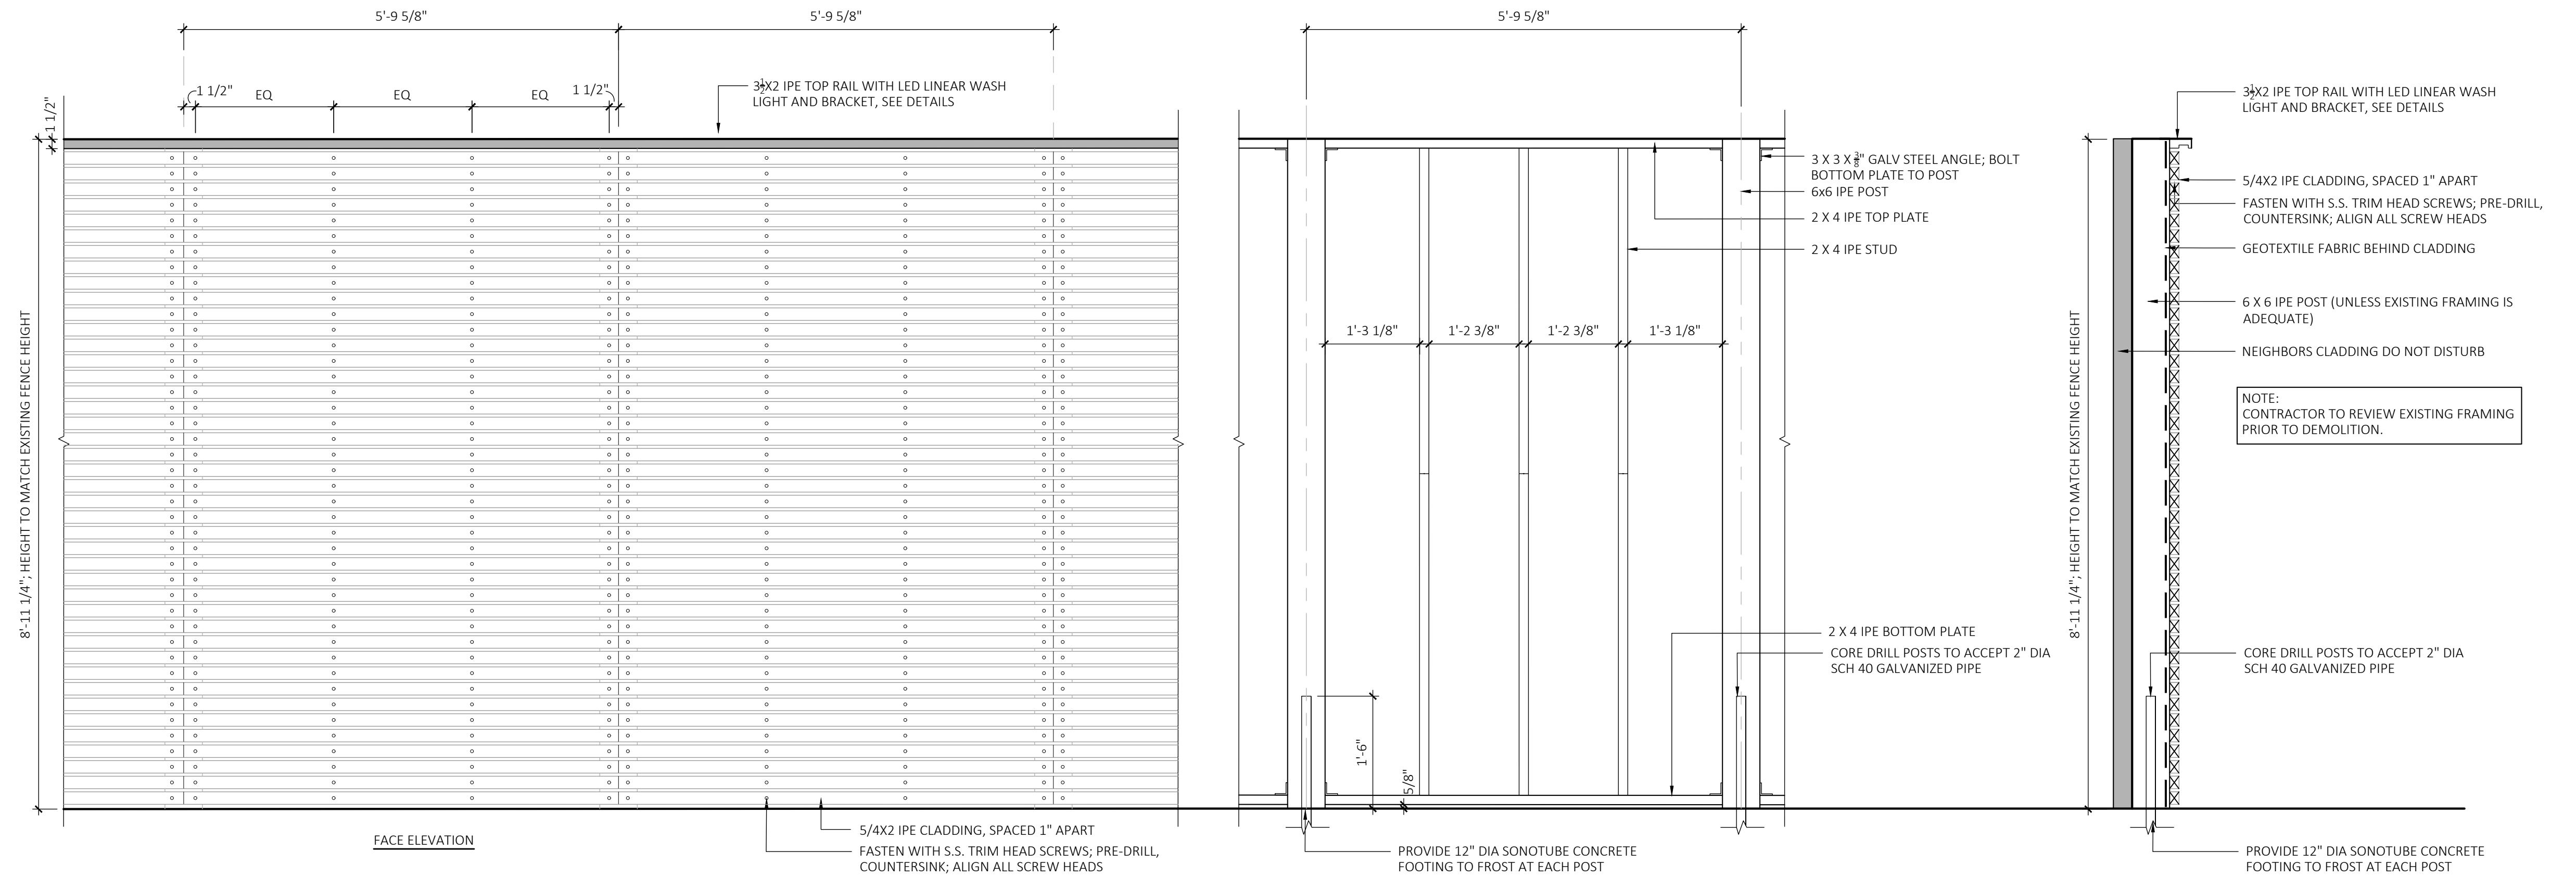 5'-9 5/8"
5'-9 5/8"
1 1/2"
EQ
EQ
EQ
1 1/2"
1 1/2"
3 1/2X2 IPE TOP RAIL WITH LED LINEAR WASH
LIGHT AND BRACKET, SEE DETAILS
8'-11 1/4"; HEIGHT TO MATCH EXISTING FENCE HEIGHT
5/4X2 IPE CLADDING, SPACED 1" APART
FASTEN WITH S.S. TRIM HEAD SCREWS; PRE-DRILL,
COUNTERSINK; ALIGN ALL SCREW HEADS
FACE ELEVATION
5'-9 5/8"
3 X 3 X 3/8" GALV STEEL ANGLE; BOLT
BOTTOM PLATE TO POST
6x6 IPE POST
2 X 4 IPE TOP PLATE
2 X 4 IPE STUD
1'-3 1/8"
1'-2 3/8"
1'-2 3/8"
1'-3 1/8"
2 X 4 IPE BOTTOM PLATE
CORE DRILL POSTS TO ACCEPT 2" DIA
SCH 40 GALVANIZED PIPE
1'-6"
5/8"
PROVIDE 12" DIA SONOTUBE CONCRETE
FOOTING TO FROST AT EACH POST
3 1/2X2 IPE TOP RAIL WITH LED LINEAR WASH
LIGHT AND BRACKET, SEE DETAILS
5/4X2 IPE CLADDING, SPACED 1" APART
FASTEN WITH S.S. TRIM HEAD SCREWS; PRE-DRILL,
COUNTERSINK; ALIGN ALL SCREW HEADS
GEOTEXTILE FABRIC BEHIND CLADDING
6 X 6 IPE POST (UNLESS EXISTING FRAMING IS
ADEQUATE)
NEIGHBORS CLADDING DO NOT DISTURB
NOTE:
CONTRACTOR TO REVIEW EXISTING FRAMING
PRIOR TO DEMOLITION.
8'-11 1/4"; HEIGHT TO MATCH EXISTING FENCE HEIGHT
CORE DRILL POSTS TO ACCEPT 2" DIA
SCH 40 GALVANIZED PIPE
PROVIDE 12" DIA SONOTUBE CONCRETE
FOOTING TO FROST AT EACH POST